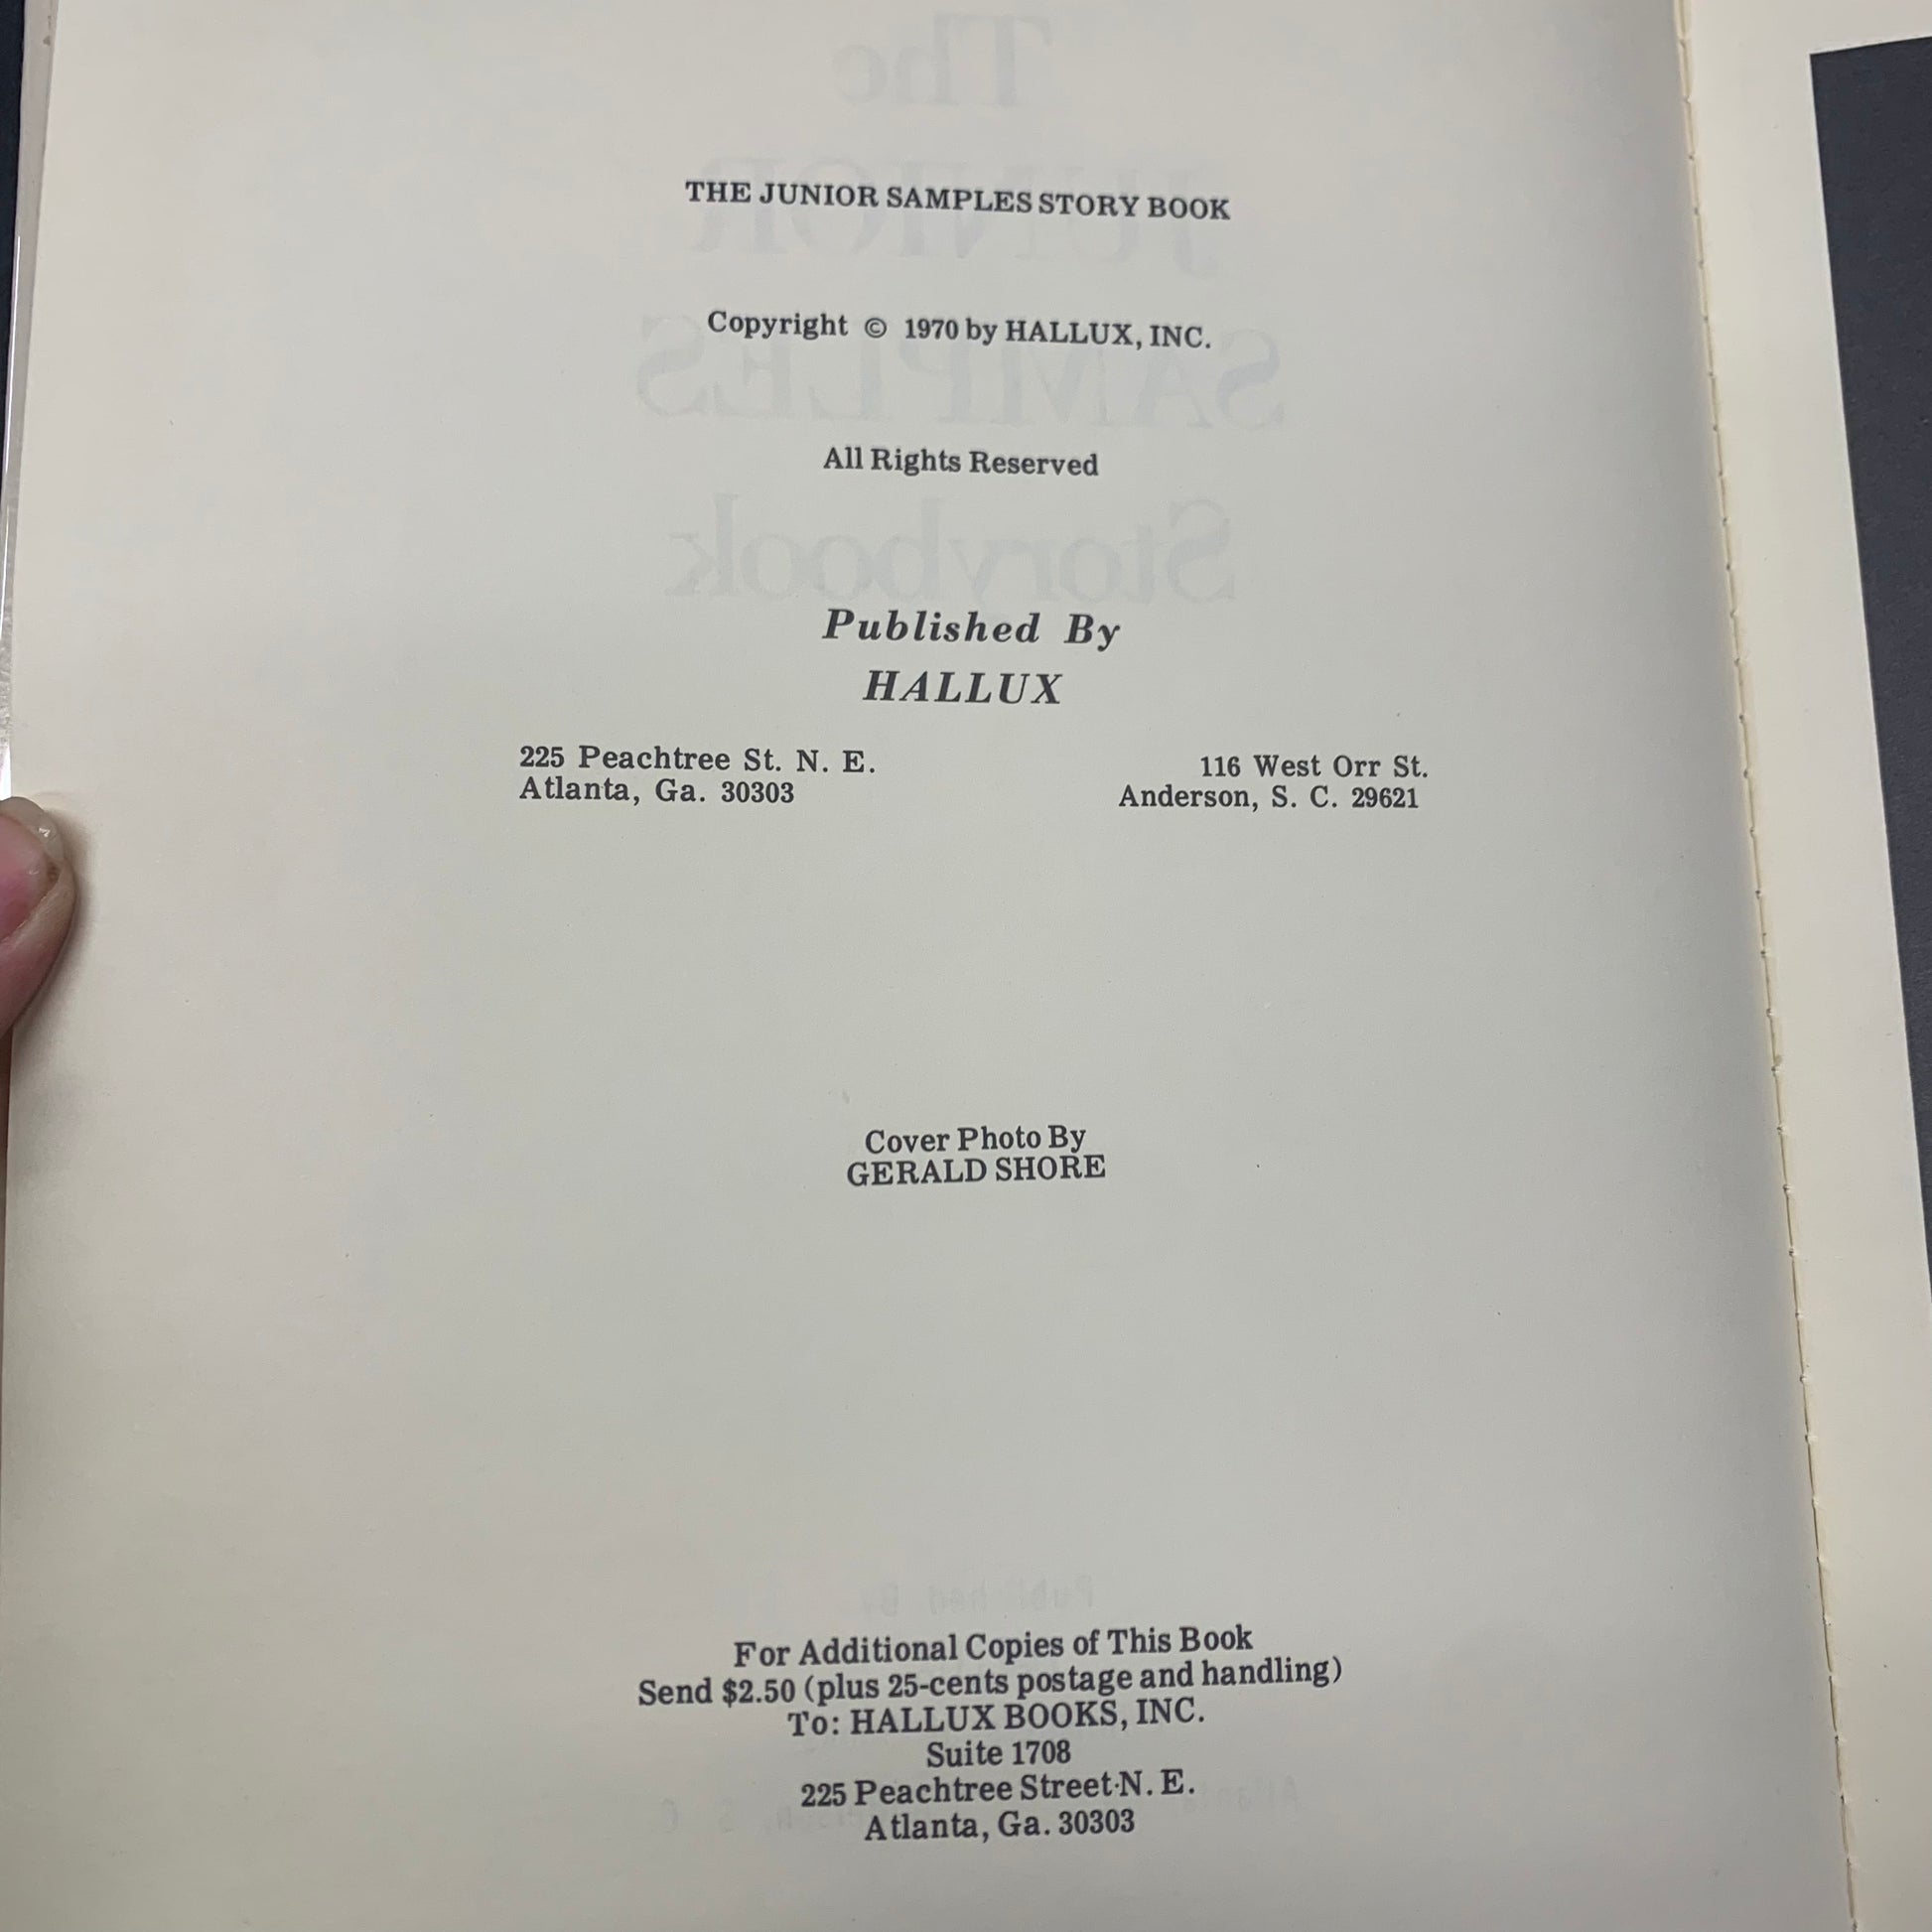 THE JUNIOR SAMPLES STORY BOOK
Copyright © 1970 by HALLUX, INC.
All Rights Reserved
Published By
HALLUX
225 Peachtree St. N. E.
Atlanta, Ga. 30303
116 West Orr St.
Anderson, S. C. 29621
Cover Photo By
GERALD SHORE
For Additional Copies of This Book
Send $2.50 (plus 25-cents postage and handling)
To: HALLUX BOOKS, INC.
Suite 1708
225 Peachtree Street N. E.
Atlanta, Ga. 30303